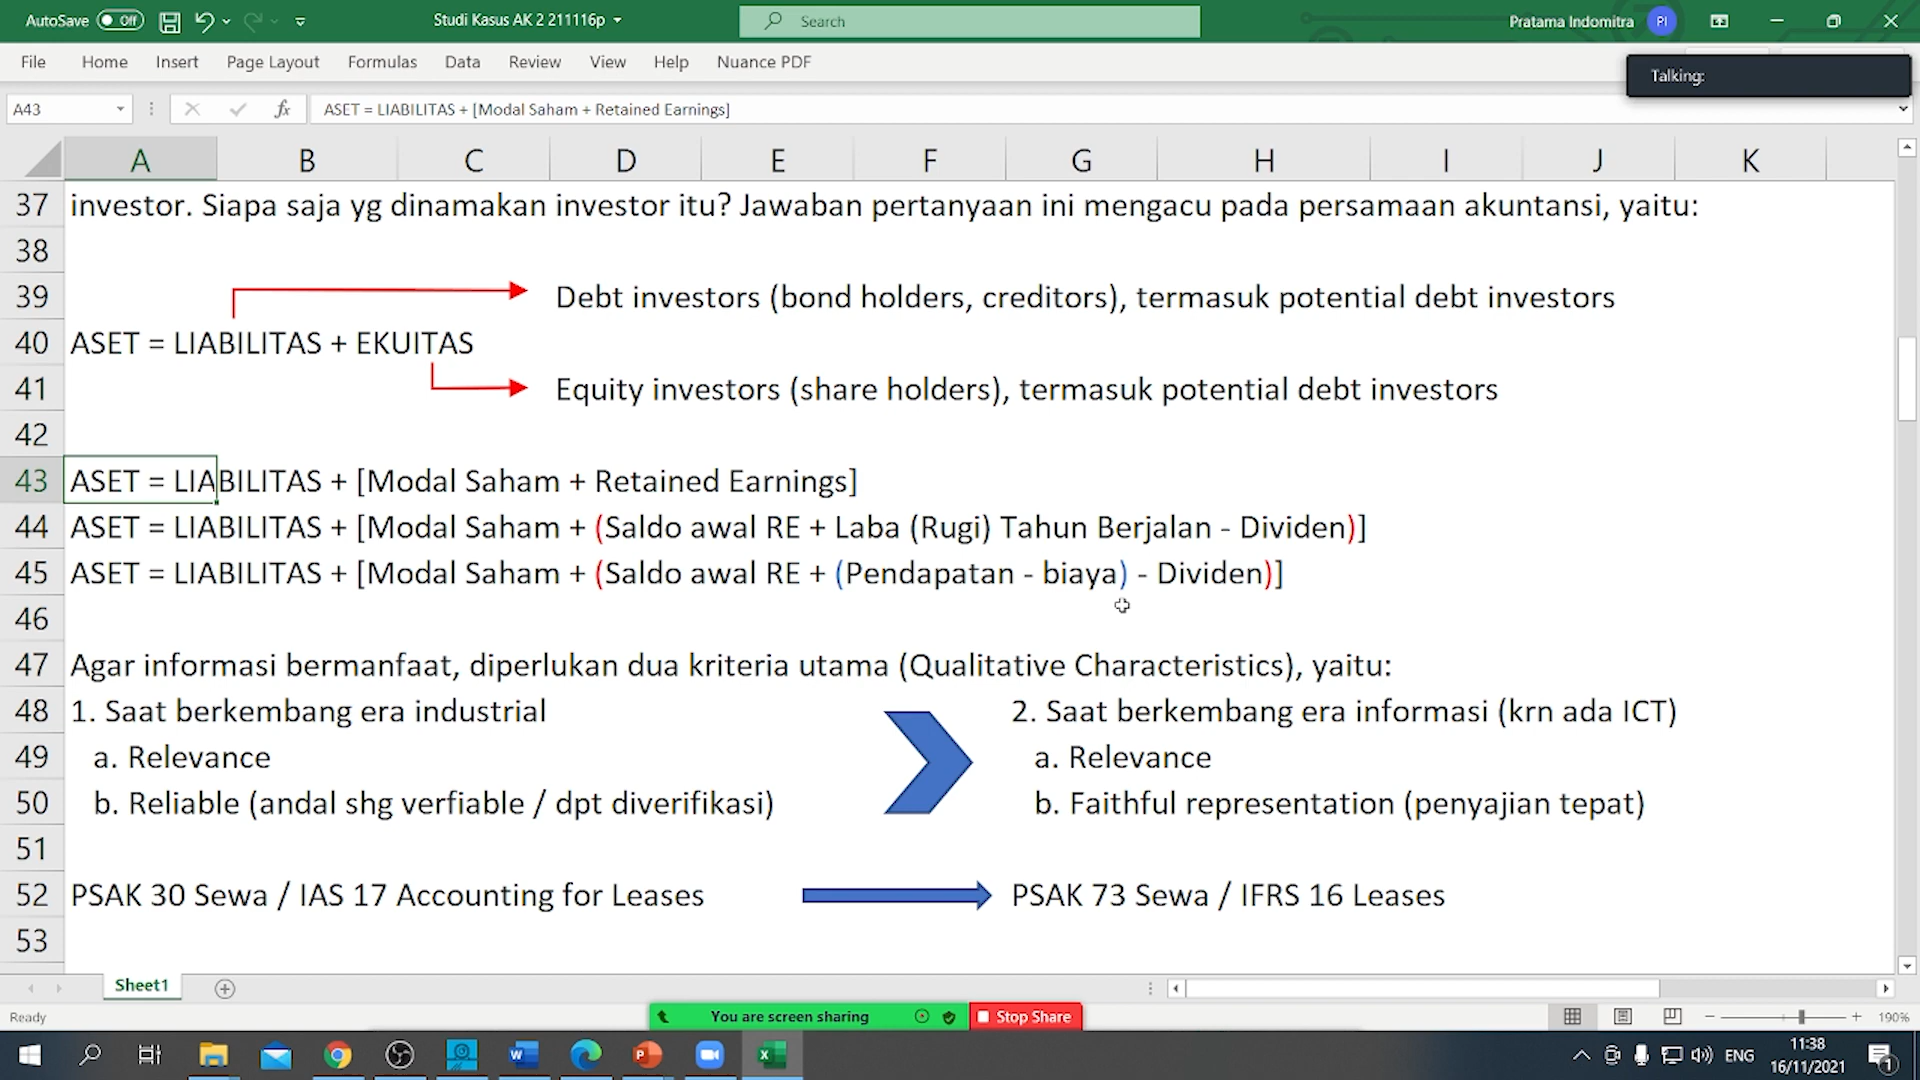 AutoSave Off
Studi Kasus AK 2 211116p
Search
Pratama Indomitra PI
File Home Insert Page Layout Formulas Data Review View Help Nuance PDF
Talking:
A43 fx ASET = LIABILITAS + [Modal Saham + Retained Earnings]
A B C D E F G H I J K
37 investor. Siapa saja yg dinamakan investor itu? Jawaban pertanyaan ini mengacu pada persamaan akuntansi, yaitu:
38
39 Debt investors (bond holders, creditors), termasuk potential debt investors
40 ASET = LIABILITAS + EKUITAS
41 Equity investors (share holders), termasuk potential debt investors
42
43 ASET = LIABILITAS + [Modal Saham + Retained Earnings]
44 ASET = LIABILITAS + [Modal Saham + (Saldo awal RE + Laba (Rugi) Tahun Berjalan - Dividen)]
45 ASET = LIABILITAS + [Modal Saham + (Saldo awal RE + (Pendapatan - biaya) - Dividen)]
46
47 Agar informasi bermanfaat, diperlukan dua kriteria utama (Qualitative Characteristics), yaitu:
48 1. Saat berkembang era industrial 2. Saat berkembang era informasi (krn ada ICT)
49 a. Relevance a. Relevance
50 b. Reliable (andal shg verfiable / dpt diverifikasi) b. Faithful representation (penyajian tepat)
51
52 PSAK 30 Sewa / IAS 17 Accounting for Leases PSAK 73 Sewa / IFRS 16 Leases
53
Sheet1
Ready
You are screen sharing Stop Share
190%
ENG
11:38
16/11/2021
1